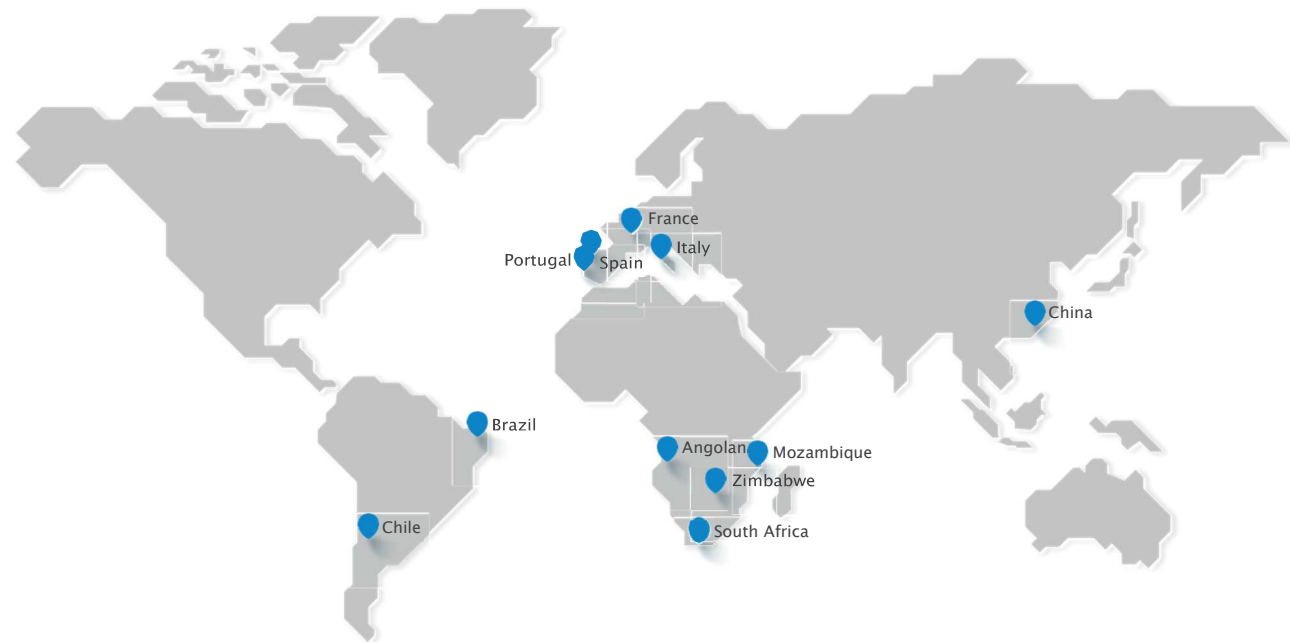 France
Italy
Portugal
Spain
China
Brazil
Angolan
Mozambique
Zimbabwe
Chile
South Africa